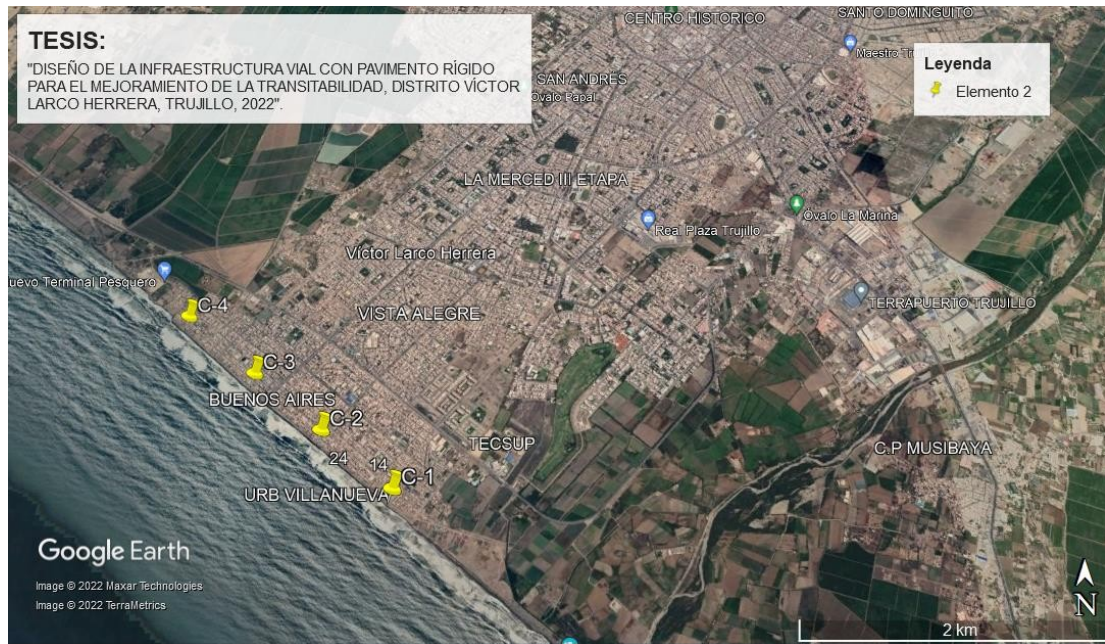 TESIS:
"DISEÑO DE LA INFRAESTRUCTURA VIAL CON PAVIMENTO RÍGIDO
PARA EL MEJORAMIENTO DE LA TRANSITABILIDAD, DISTRITO VÍCTOR
LARCO HERRERA, TRUJILLO, 2022".
CENTRO HISTORICO
SANTO DOMINGUITO
Maestro
Leyenda
Elemento 2
SAN ANDRES
Ovalo Papal
LA MERCED III ETAPA
Óvalo La Marina
Real Plaza Trujillo
Víctor Larco Herrera
uevo Terminal Pesquero
TERRAPUERTO TRUJILLO
C-4
VISTA ALEGRE
C-3
BUENOS AIRES
C-2
TECSUP
C.P MUSIBAYA
24
14
C-1
URB VILLANUEVA
Google Earth
Image © 2022 Maxar Technologies
Image © 2022 TerraMetrics
N
2 km